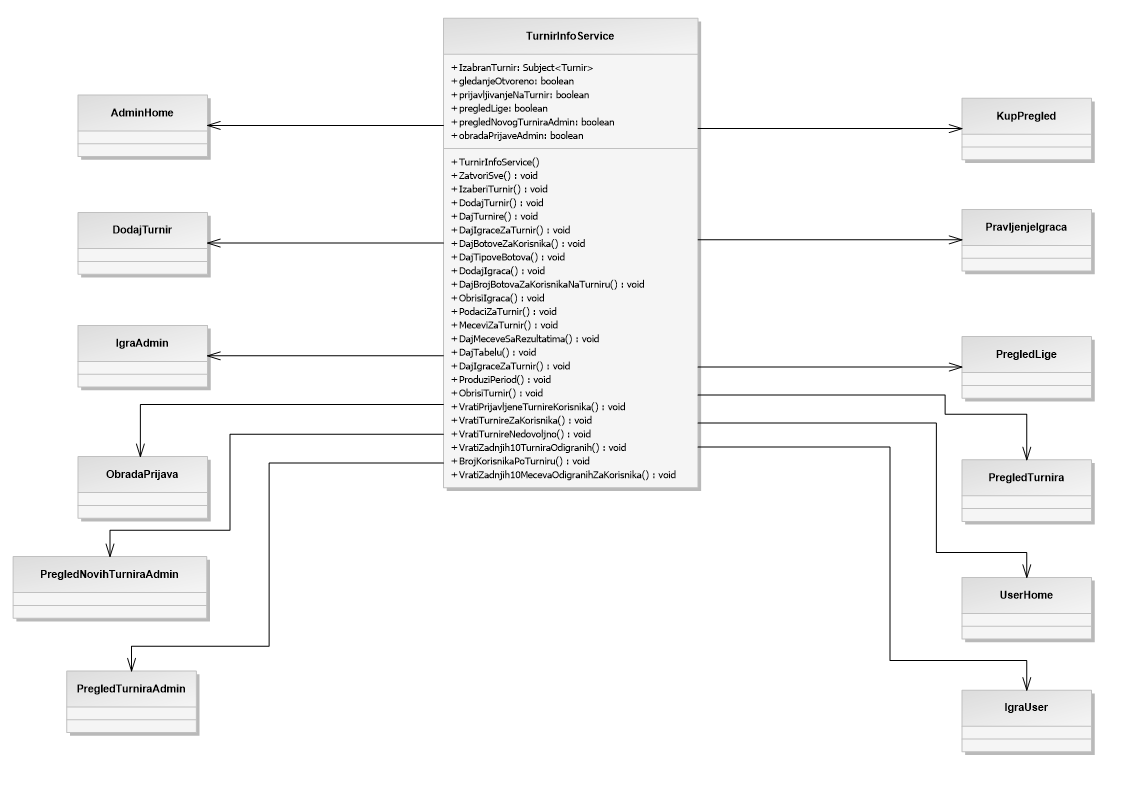 TurnirInfoService
+ IzabranTurnir: Subject<Turnir>
+ gledanjeOtvoreno: boolean
+ prijavljivanjeNaTurnir: boolean
+ pregledLige: boolean
+ pregledNovogTurniraAdmin: boolean
+ obradaPrijaveAdmin: boolean
+ TurnirInfoService()
+ ZatvoriSve() : void
+ IzaberiTurnir() : void
+ DodajTurnir() : void
+ DajTurnire() : void
+ DajIgraceZaTurnir() : void
+ DajBotoveZaKorisnika() : void
+ DajTipoveBotova() : void
+ DodajIgraca() : void
+ DajBrojBotovaZaKorisnikaNaTurniru() : void
+ ObrisiIgraca() : void
+ PodaciZaTurnir() : void
+ MeceviZaTurnir() : void
+ DajMeceveSaRezultatima() : void
+ DajTabelu() : void
+ DajIgraceZaTurnir() : void
+ ProduziPeriod() : void
+ ObrisiTurnir() : void
+ VratiPrijavljeneTurnireKorisnika() : void
+ VratiTurnireZaKorisnika() : void
+ VratiTurnireNedovoljno() : void
+ VratiZadnjih10TurniraOdigranih() : void
+ BrojKorisnikaPoTurniru() : void
+ VratiZadnjih10MecevaOdigranihZaKorisnika() : void
AdminHome
DodajTurnir
IgraAdmin
ObradaPrijava
PregledNovihTurniraAdmin
PregledTurniraAdmin
KupPregled
PravljenjeIgraca
PregledLige
PregledTurnira
UserHome
IgraUser